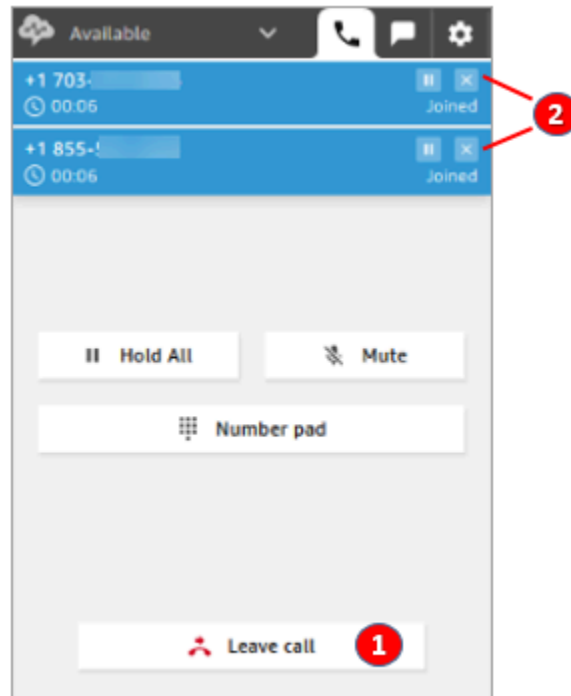 Available
+1 703-
00:06
Joined
2
+1 855-
00:06
Joined
Hold All
Mute
Number pad
Leave call
1